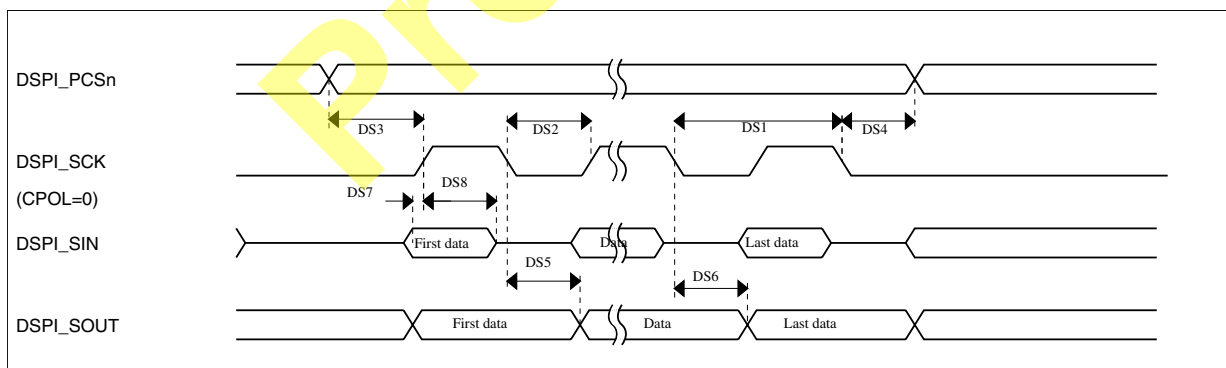 DSPI_PCSn
DS3
DS2
DS1
DS4
DSPI_SCK
(CPOL=0)
DS7
DS8
DSPI_SIN
First data
Data
Last data
DS5
DS6
DSPI_SOUT
First data
Data
Last data
Pre